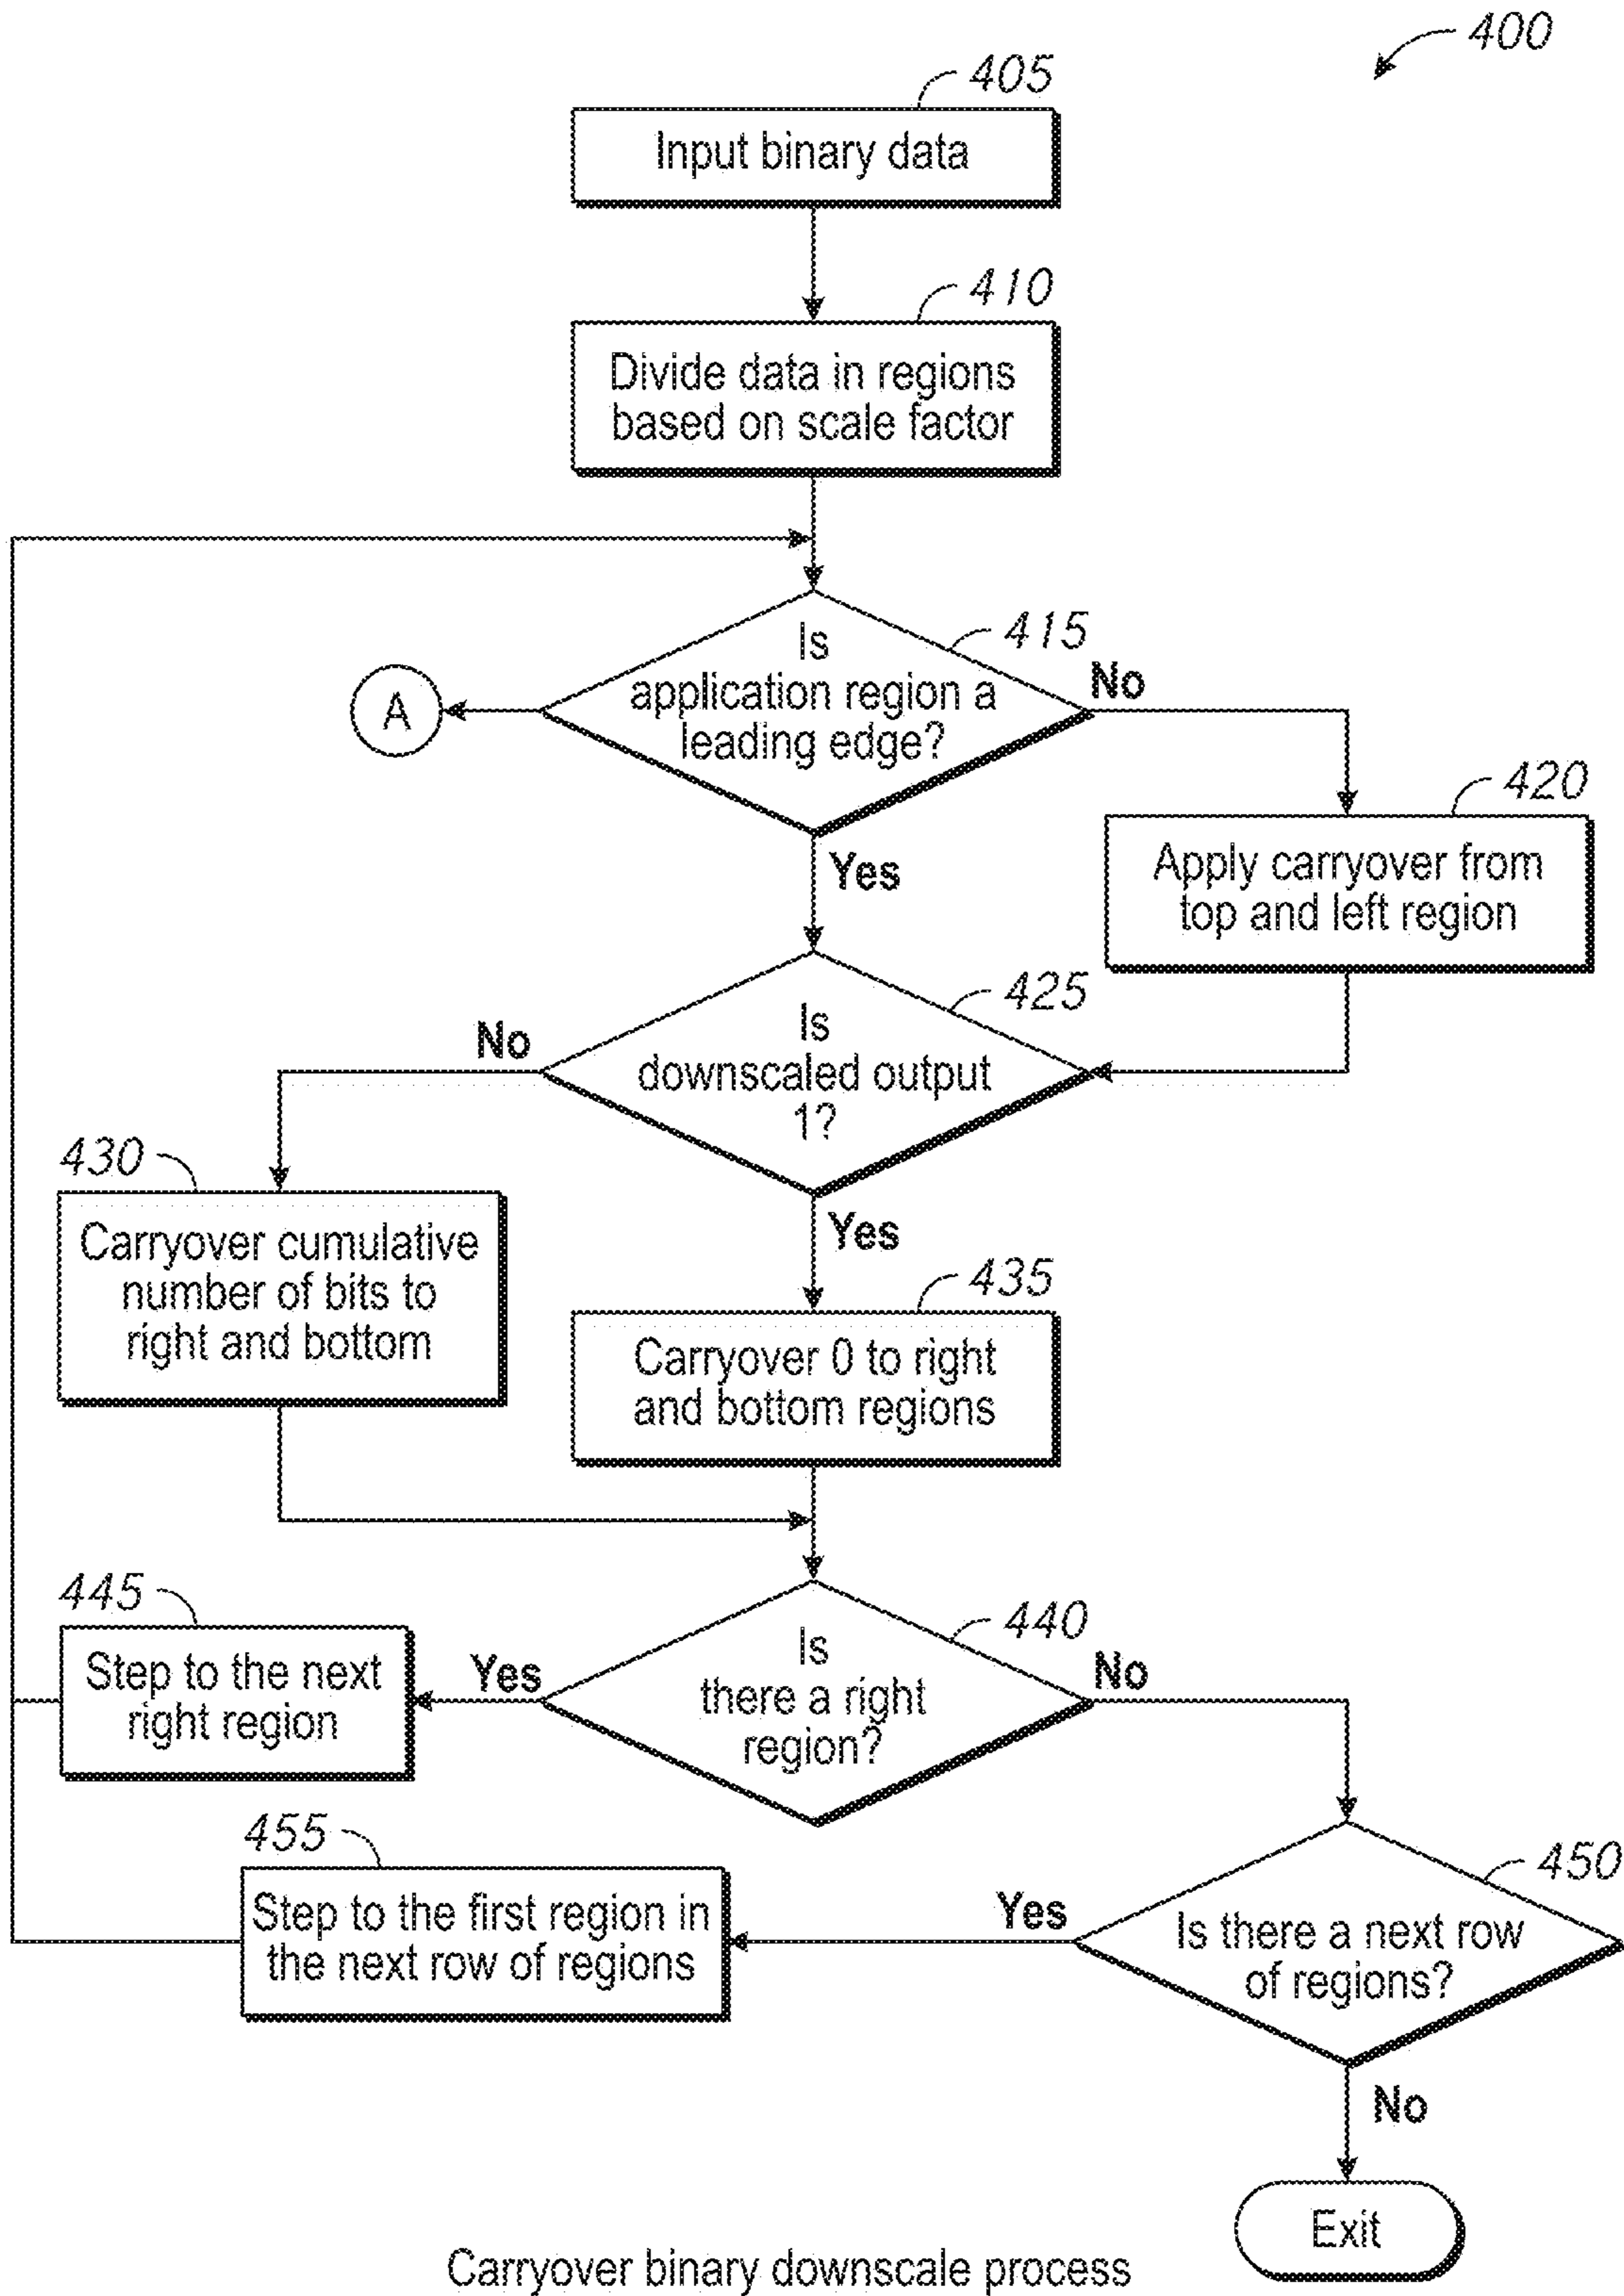 400
405
Input binary data
410
Divide data in regions
based on scale factor
415
Is
application region a
leading edge?
No
A
Yes
420
Apply carryover from
top and left region
425
Is
downscaled output
1?
No
Yes
430
Carryover cumulative
number of bits to
right and bottom
435
Carryover 0 to right
and bottom regions
440
Is
there a right
region?
Yes
No
445
Step to the next
right region
450
Is there a next row
of regions?
Yes
455
Step to the first region in
the next row of regions
No
Exit
Carryover binary downscale process